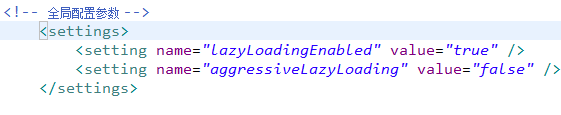 <!-- 全局配置参数 -->
<settings>
<setting name="lazyLoadingEnabled" value="true" />
<setting name="aggressiveLazyLoading" value="false" />
</settings>